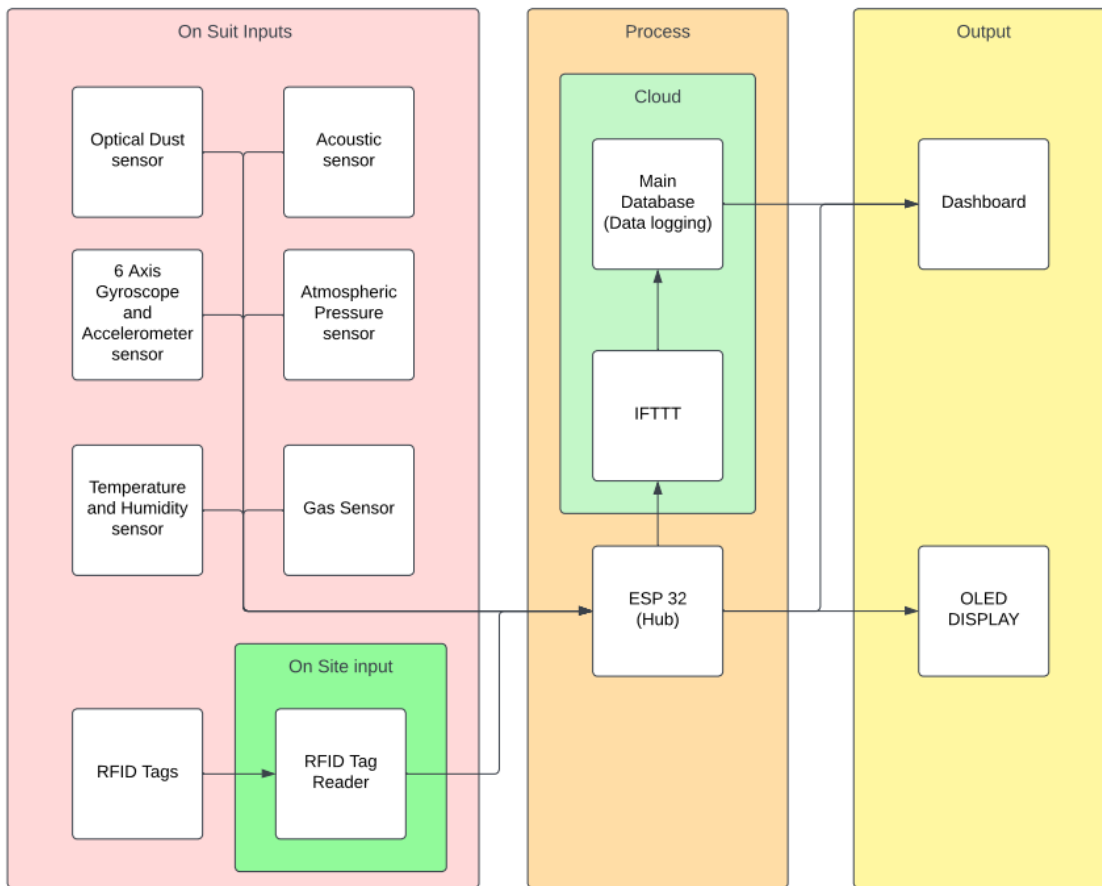 On Suit Inputs
Optical Dust
sensor
Acoustic
sensor
6 Axis
Gyroscope
and
Accelerometer
sensor
Atmospheric
Pressure
sensor
Temperature
and Humidity
sensor
Gas Sensor
On Site input
RFID Tags
RFID Tag
Reader
Process
Cloud
Main
Database
(Data logging)
IFTTT
ESP 32
(Hub)
Output
Dashboard
OLED
DISPLAY